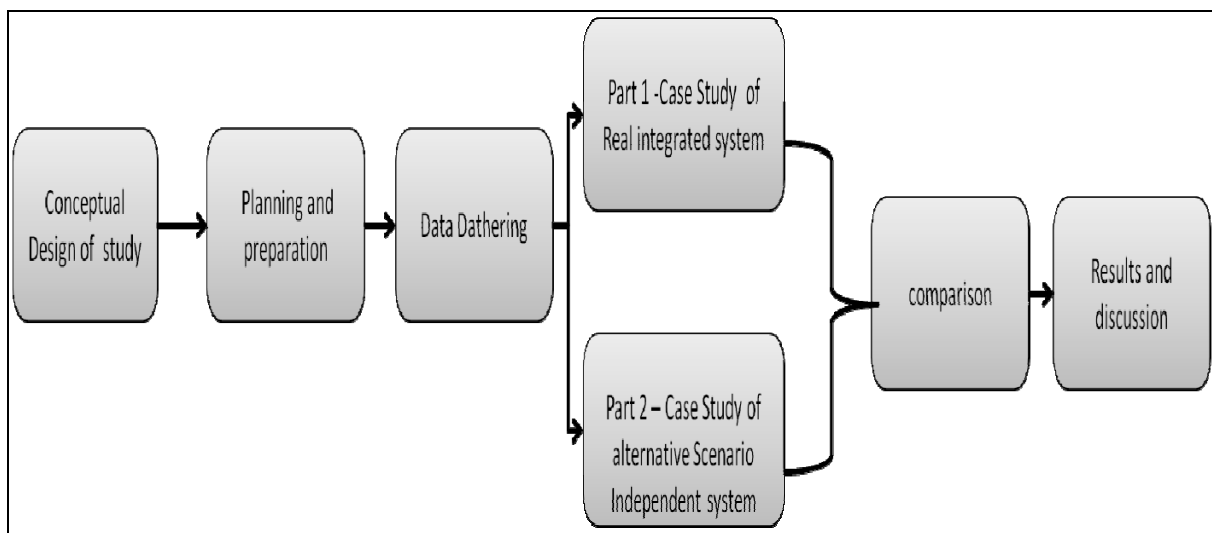 Conceptual
Design of study
Planning and
preparation
Data Dathering
Part 1 -Case Study of
Real integrated system
Part 2 – Case Study of
alternative Scenario
Independent system
comparison
Results and
discussion